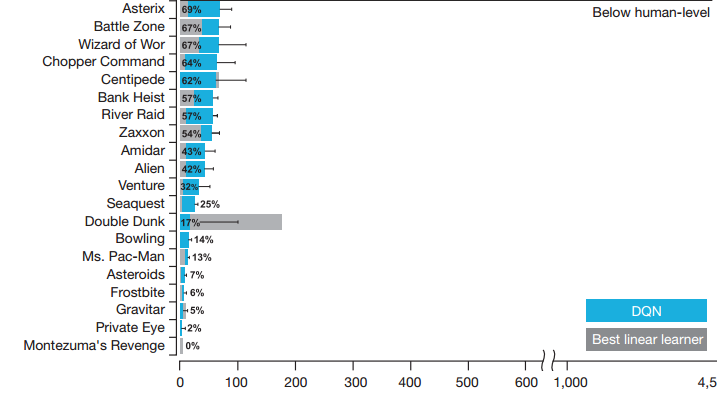 Asterix 69% Below human-level
Battle Zone 67%
Wizard of Wor 67%
Chopper Command 64%
Centipede 62%
Bank Heist 57%
River Raid 57%
Zaxxon 54%
Amidar 43%
Alien 42%
Venture 32%
Seaquest 25%
Double Dunk 17%
Bowling 14%
Ms. Pac-Man 13%
Asteroids 7%
Frostbite 6%
Gravitar 5%
Private Eye 2%
Montezuma's Revenge 0%
DQN
Best linear learner
0 100 200 300 400 500 600 1,000 4,5